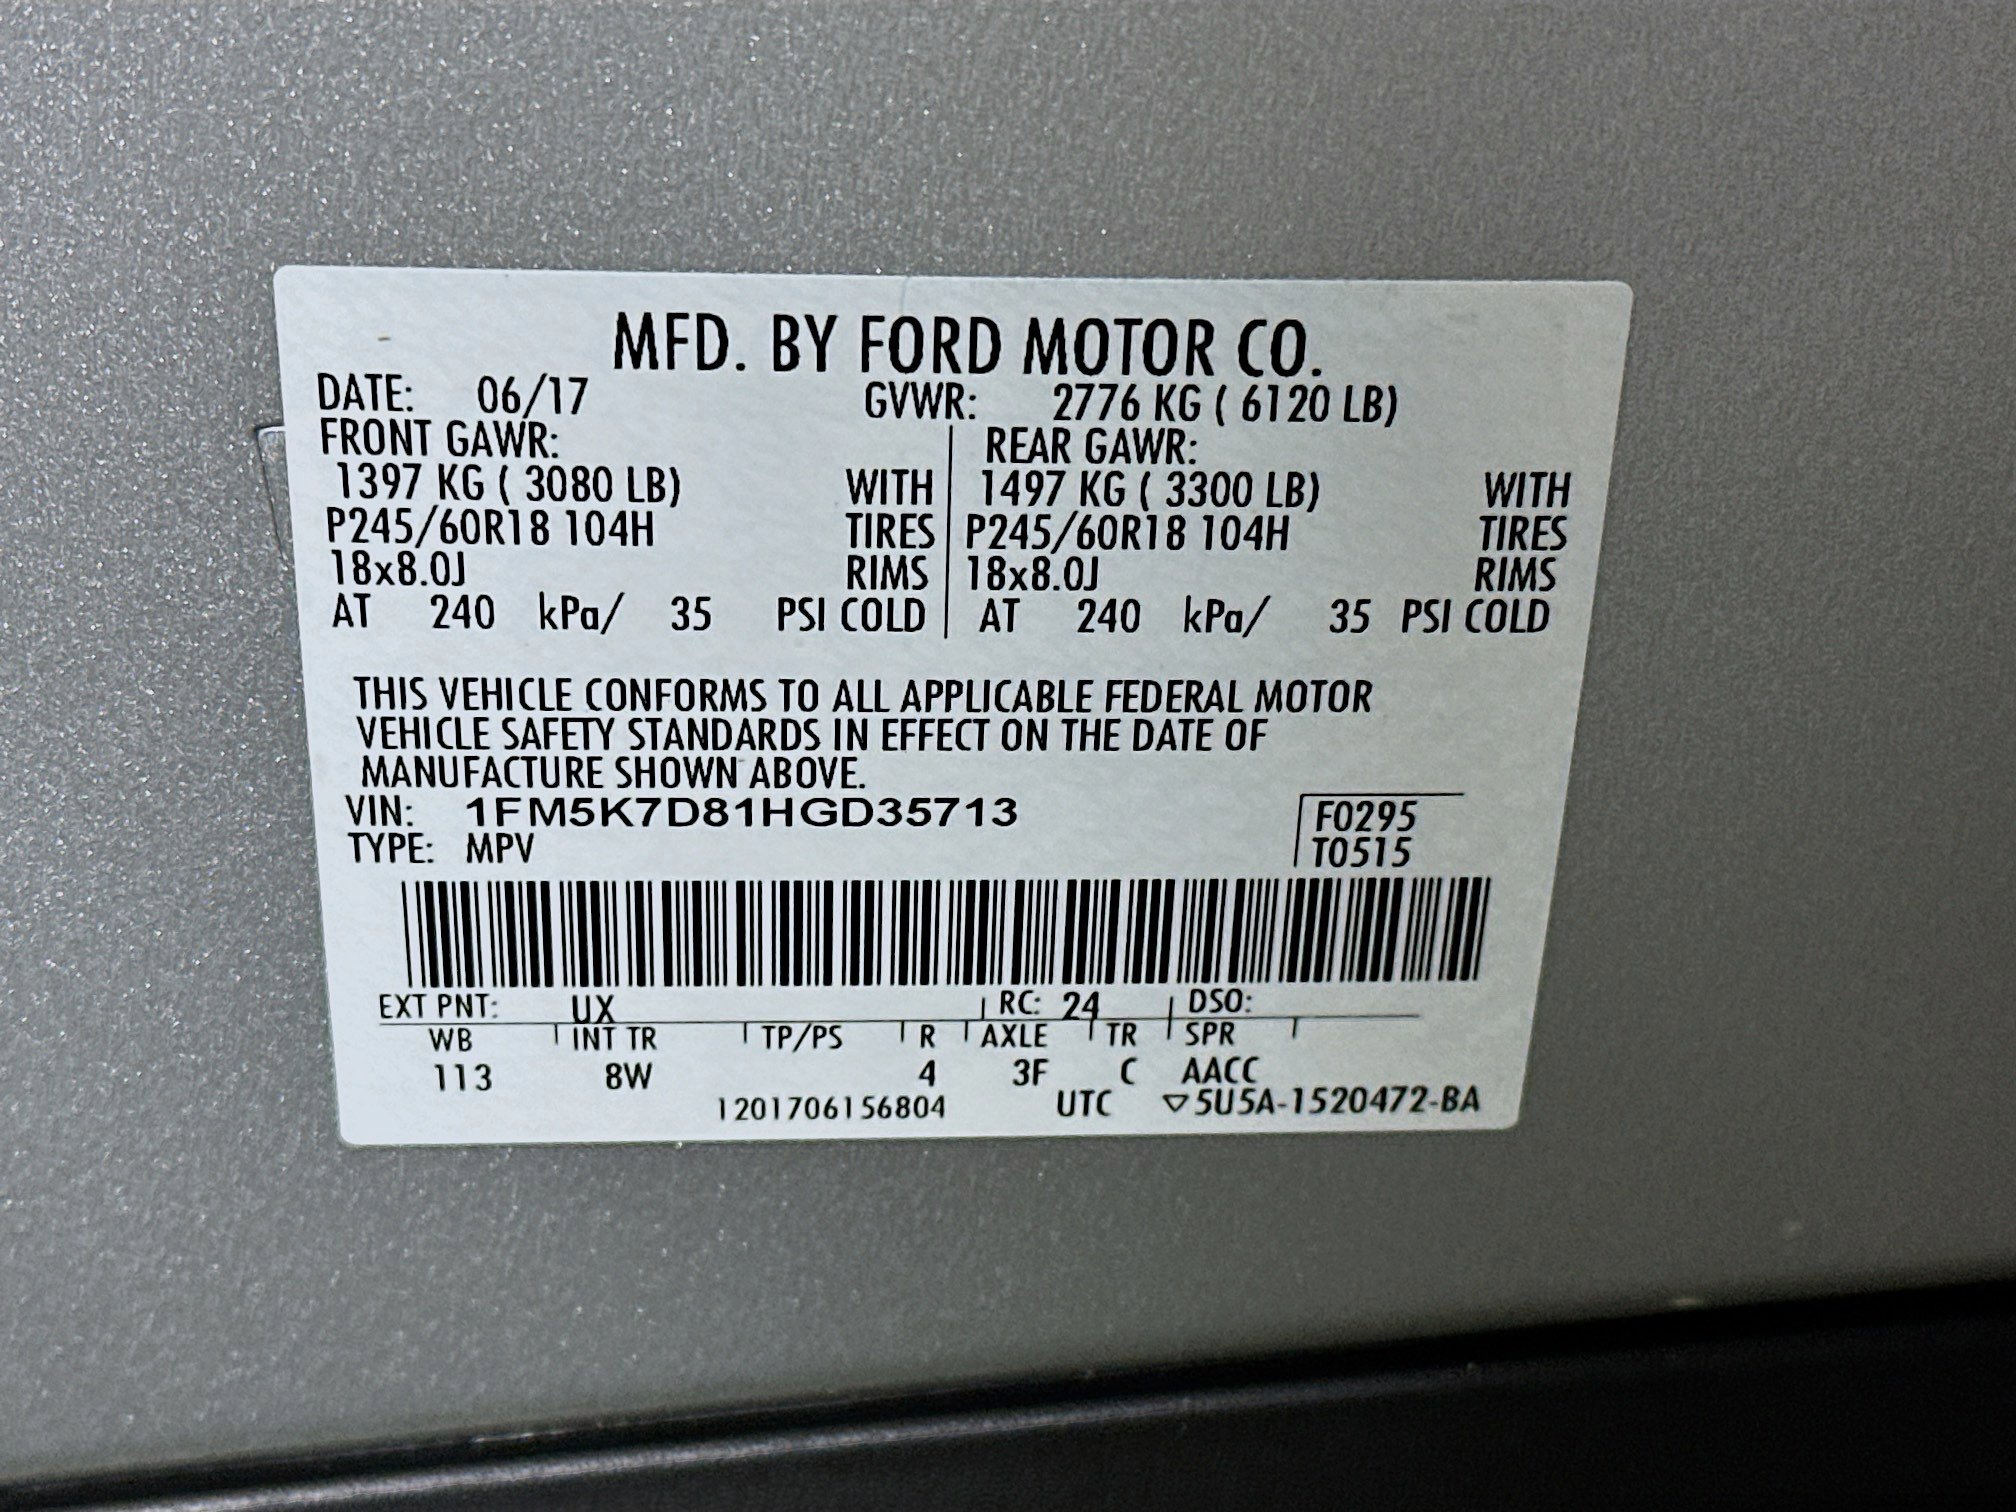 MFD. BY FORD MOTOR CO.
DATE: 06/17 GVWR: 2776 KG ( 6120 LB)
FRONT GAWR: REAR GAWR:
1397 KG ( 3080 LB) WITH 1497 KG ( 3300 LB) WITH
P245/60R18 104H TIRES P245/60R18 104H TIRES
18x8.0J RIMS 18x8.0J RIMS
AT 240 kPa/ 35 PSI COLD AT 240 kPa/ 35 PSI COLD
THIS VEHICLE CONFORMS TO ALL APPLICABLE FEDERAL MOTOR
VEHICLE SAFETY STANDARDS IN EFFECT ON THE DATE OF
MANUFACTURE SHOWN ABOVE.
VIN: 1FM5K7D81HGD35713 F0295
TYPE: MPV T0515
EXT PNT: UX RC: 24 DSO:
WB INT TR TP/PS R AXLE TR SPR
113 8W 4 3F C AACC
1201706156804 UTC ▽5U5A-1520472-BA